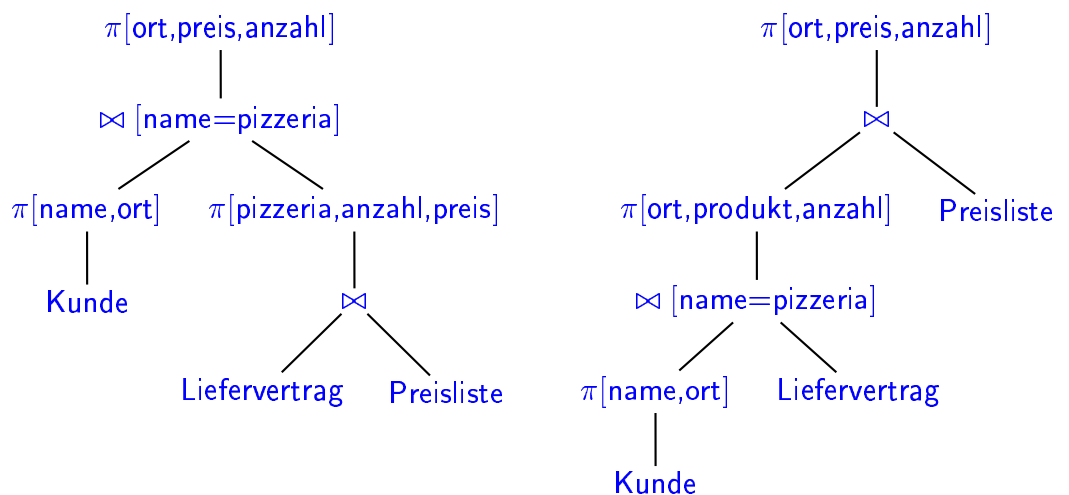 π[ort,preis,anzahl]
⋈ [name=pizzeria]
π[name,ort]
π[pizzeria,anzahl,preis]
Kunde
⋈
Liefervertrag
Preisliste
π[ort,preis,anzahl]
⋈
π[ort,produkt,anzahl]
Preisliste
⋈ [name=pizzeria]
π[name,ort]
Liefervertrag
Kunde